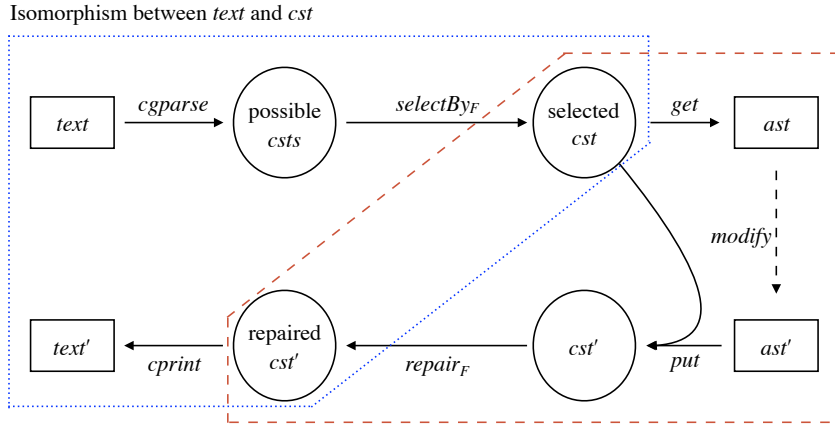 Isomorphism between text and cst
cgparse
selectBy_F
get
text
possible
csts
selected
cst
ast
modify
text′
repaired
cst′
cst′
ast′
cprint
repair_F
put